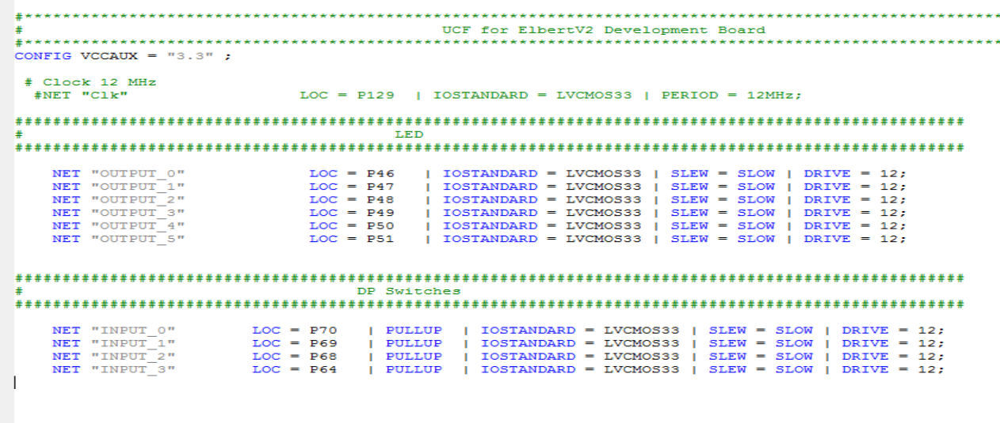 #*******************************************************************************************************
# UCF for ElbertV2 Development Board
#*******************************************************************************************************
CONFIG VCCAUX = "3.3" ;
# Clock 12 MHz
#NET "Clk" LOC = P129 | IOSTANDARD = LVCMOS33 | PERIOD = 12MHz;
####################################################################################################
# LED
####################################################################################################
NET "OUTPUT_0" LOC = P46 | IOSTANDARD = LVCMOS33 | SLEW = SLOW | DRIVE = 12;
NET "OUTPUT_1" LOC = P47 | IOSTANDARD = LVCMOS33 | SLEW = SLOW | DRIVE = 12;
NET "OUTPUT_2" LOC = P48 | IOSTANDARD = LVCMOS33 | SLEW = SLOW | DRIVE = 12;
NET "OUTPUT_3" LOC = P49 | IOSTANDARD = LVCMOS33 | SLEW = SLOW | DRIVE = 12;
NET "OUTPUT_4" LOC = P50 | IOSTANDARD = LVCMOS33 | SLEW = SLOW | DRIVE = 12;
NET "OUTPUT_5" LOC = P51 | IOSTANDARD = LVCMOS33 | SLEW = SLOW | DRIVE = 12;
####################################################################################################
# DP Switches
####################################################################################################
NET "INPUT_0" LOC = P70 | PULLUP | IOSTANDARD = LVCMOS33 | SLEW = SLOW | DRIVE = 12;
NET "INPUT_1" LOC = P69 | PULLUP | IOSTANDARD = LVCMOS33 | SLEW = SLOW | DRIVE = 12;
NET "INPUT_2" LOC = P68 | PULLUP | IOSTANDARD = LVCMOS33 | SLEW = SLOW | DRIVE = 12;
NET "INPUT_3" LOC = P64 | PULLUP | IOSTANDARD = LVCMOS33 | SLEW = SLOW | DRIVE = 12;